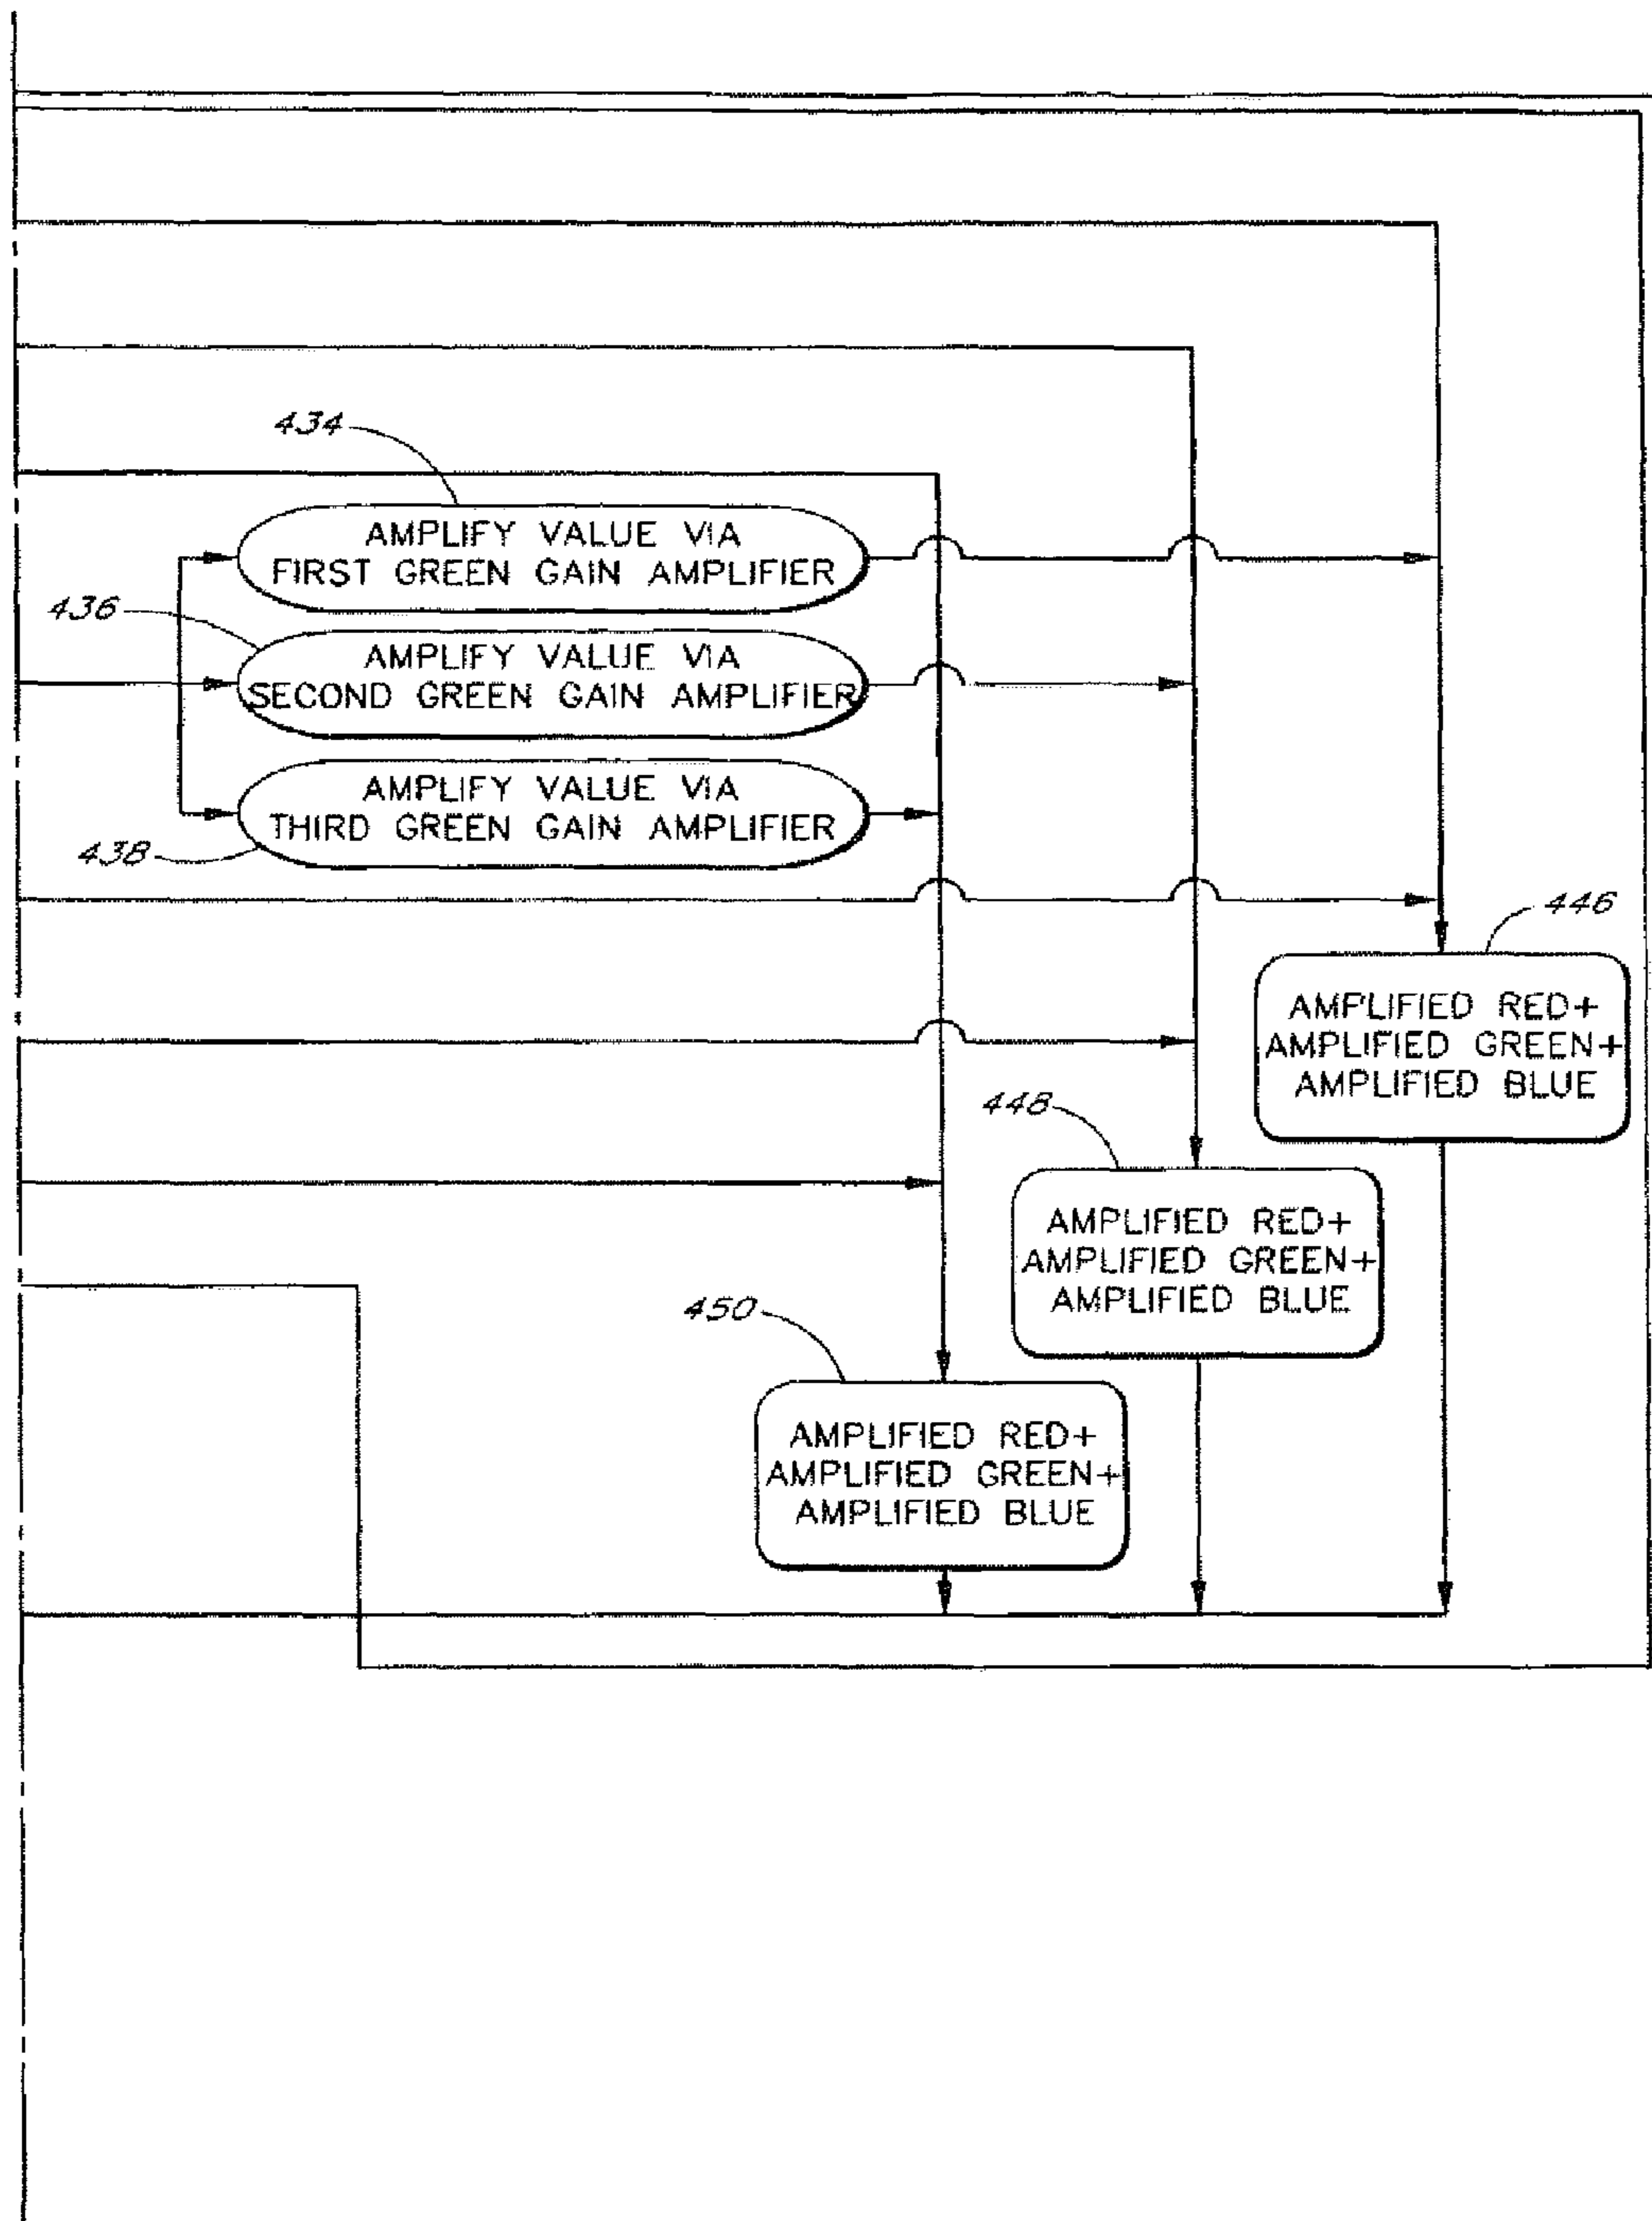 434
AMPLIFY VALUE VIA
FIRST GREEN GAIN AMPLIFIER
436
AMPLIFY VALUE VIA
SECOND GREEN GAIN AMPLIFIER
AMPLIFY VALUE VIA
THIRD GREEN GAIN AMPLIFIER
438
446
AMPLIFIED RED+
AMPLIFIED GREEN+
AMPLIFIED BLUE
448
AMPLIFIED RED+
AMPLIFIED GREEN+
AMPLIFIED BLUE
450
AMPLIFIED RED+
AMPLIFIED GREEN+
AMPLIFIED BLUE